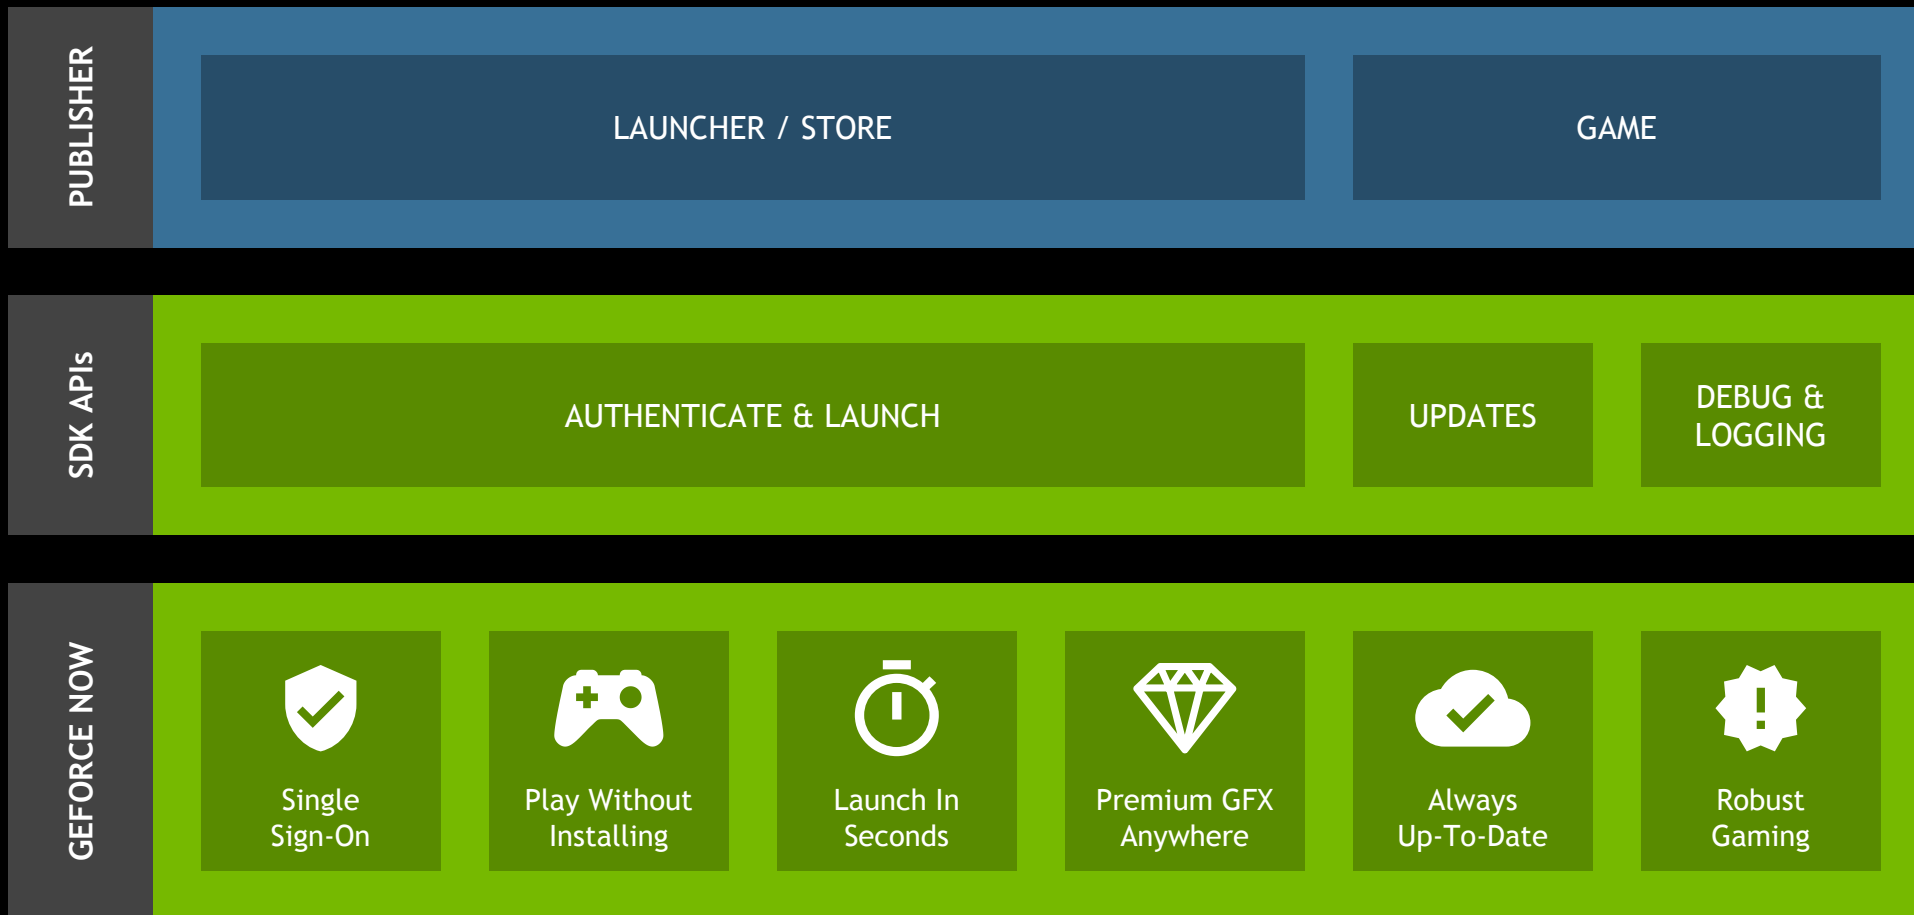 PUBLISHER
LAUNCHER / STORE
GAME
SDK APIs
AUTHENTICATE & LAUNCH
UPDATES
DEBUG &
LOGGING
GEFORCE NOW
Single
Sign-On
Play Without
Installing
Launch In
Seconds
Premium GFX
Anywhere
Always
Up-To-Date
Robust
Gaming